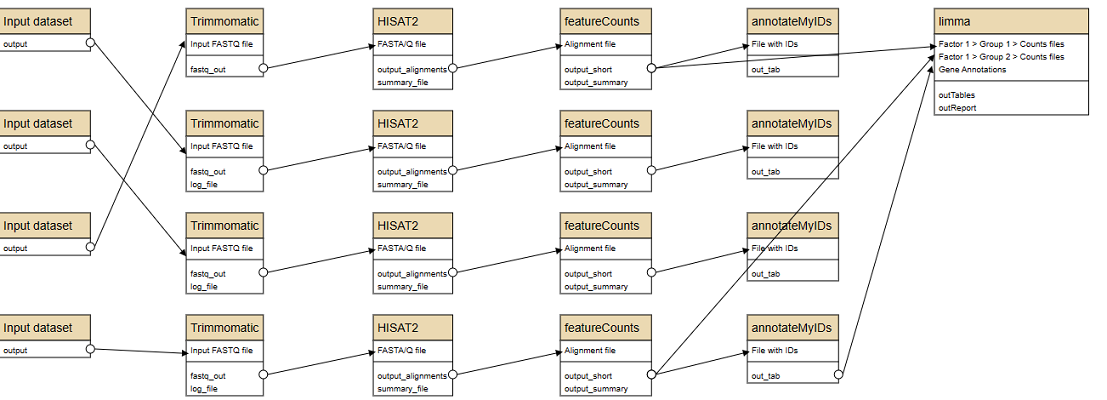 Input dataset
output
Trimmomatic
Input FASTQ file
fastq_out
HISAT2
FASTA/Q file
output_alignments
summary_file
featureCounts
Alignment file
output_short
output_summary
annotateMyIDs
File with IDs
out_tab
limma
Factor 1 > Group 1 > Counts files
Factor 1 > Group 2 > Counts files
Gene Annotations
outTables
outReport
Input dataset
output
Trimmomatic
Input FASTQ file
fastq_out
log_file
HISAT2
FASTA/Q file
output_alignments
summary_file
featureCounts
Alignment file
output_short
output_summary
annotateMyIDs
File with IDs
out_tab
Input dataset
output
Trimmomatic
Input FASTQ file
fastq_out
log_file
HISAT2
FASTA/Q file
output_alignments
summary_file
featureCounts
Alignment file
output_short
output_summary
annotateMyIDs
File with IDs
out_tab
Input dataset
output
Trimmomatic
Input FASTQ file
fastq_out
log_file
HISAT2
FASTA/Q file
output_alignments
summary_file
featureCounts
Alignment file
output_short
output_summary
annotateMyIDs
File with IDs
out_tab